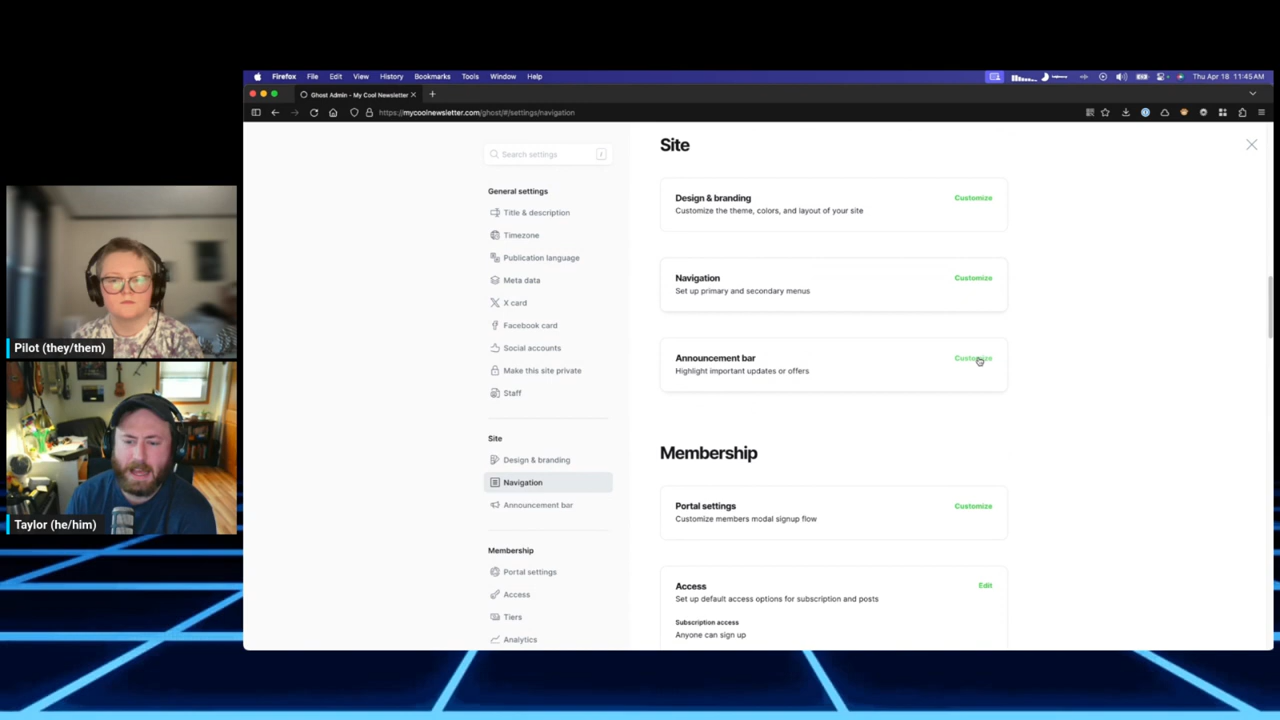 Firefox File Edit View History Bookmarks Tools Window Help
Thu Apr 18 11:45 AM
Ghost Admin - My Cool Newsletter
https://mycoolnewsletter.com/ghost/#/settings/navigation
Search settings
/
General settings
Title & description
Timezone
Publication language
Meta data
X card
Facebook card
Social accounts
Make this site private
Staff
Site
Design & branding
Navigation
Announcement bar
Membership
Portal settings
Access
Tiers
Analytics
Site
Design & branding
Customize
Customize the theme, colors, and layout of your site
Navigation
Customize
Set up primary and secondary menus
Announcement bar
Customize
Highlight important updates or offers
Membership
Portal settings
Customize
Customize members modal signup flow
Access
Edit
Set up default access options for subscription and posts
Subscription access
Anyone can sign up
Pilot (they/them)
Taylor (he/him)